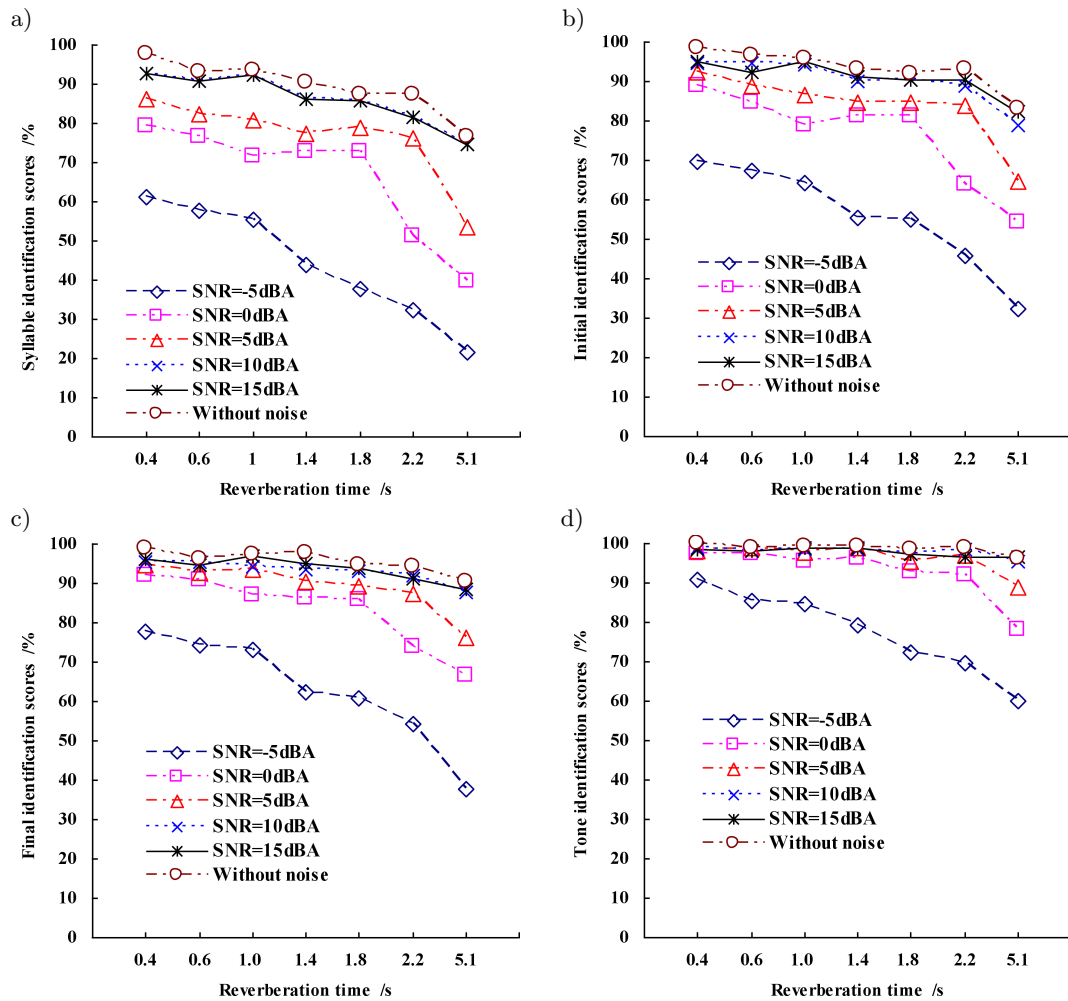 a)
100
90
80
70
60
50
40
30
20
10
0
Syllable identification scores /%
SNR=-5dBA
SNR=0dBA
SNR=5dBA
SNR=10dBA
SNR=15dBA
Without noise
0.4 0.6 1 1.4 1.8 2.2 5.1
Reverberation time /s
b)
100
90
80
70
60
50
40
30
20
10
0
Initial identification scores /%
SNR=-5dBA
SNR=0dBA
SNR=5dBA
SNR=10dBA
SNR=15dBA
Without noise
0.4 0.6 1.0 1.4 1.8 2.2 5.1
Reverberation time /s
c)
100
90
80
70
60
50
40
30
20
10
0
Final identification scores /%
SNR=-5dBA
SNR=0dBA
SNR=5dBA
SNR=10dBA
SNR=15dBA
Without noise
0.4 0.6 1.0 1.4 1.8 2.2 5.1
Reverberation time /s
d)
100
90
80
70
60
50
40
30
20
10
0
Tone identification scores /%
SNR=-5dBA
SNR=0dBA
SNR=5dBA
SNR=10dBA
SNR=15dBA
Without noise
0.4 0.6 1.0 1.4 1.8 2.2 5.1
Reverberation time /s